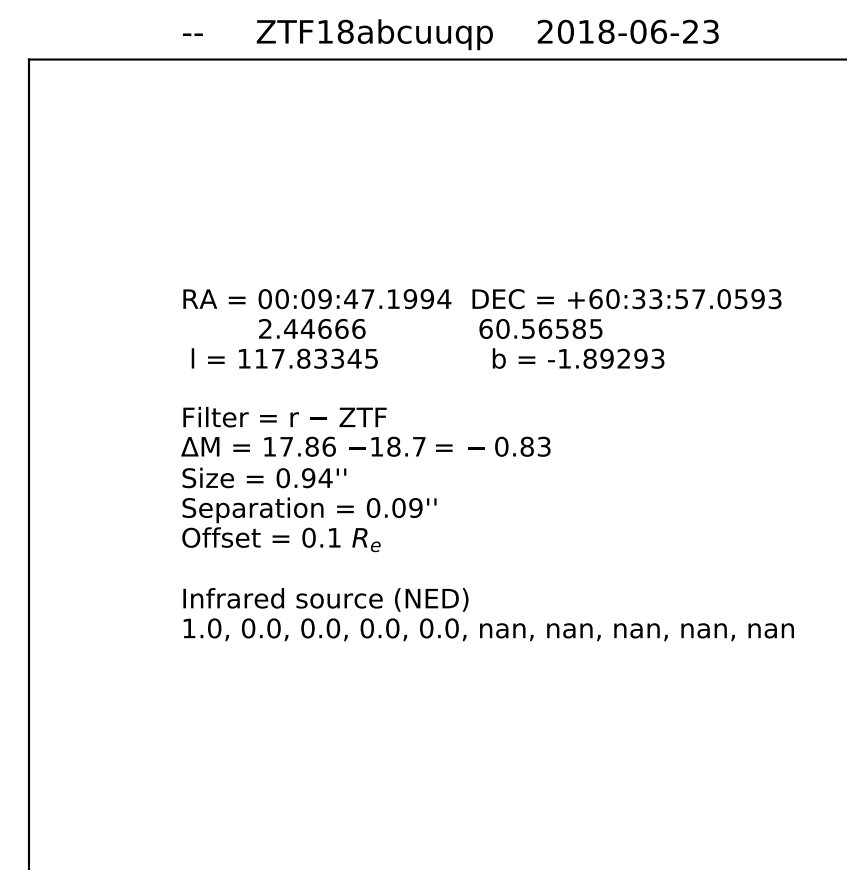 -- ZTF18abcuuqp 2018-06-23
RA = 00:09:47.1994 DEC = +60:33:57.0593
2.44666 60.56585
l = 117.83345 b = -1.89293
Filter = r − ZTF
ΔM = 17.86 −18.7 = − 0.83
Size = 0.94''
Separation = 0.09''
Offset = 0.1 Rₑ
Infrared source (NED)
1.0, 0.0, 0.0, 0.0, 0.0, nan, nan, nan, nan, nan